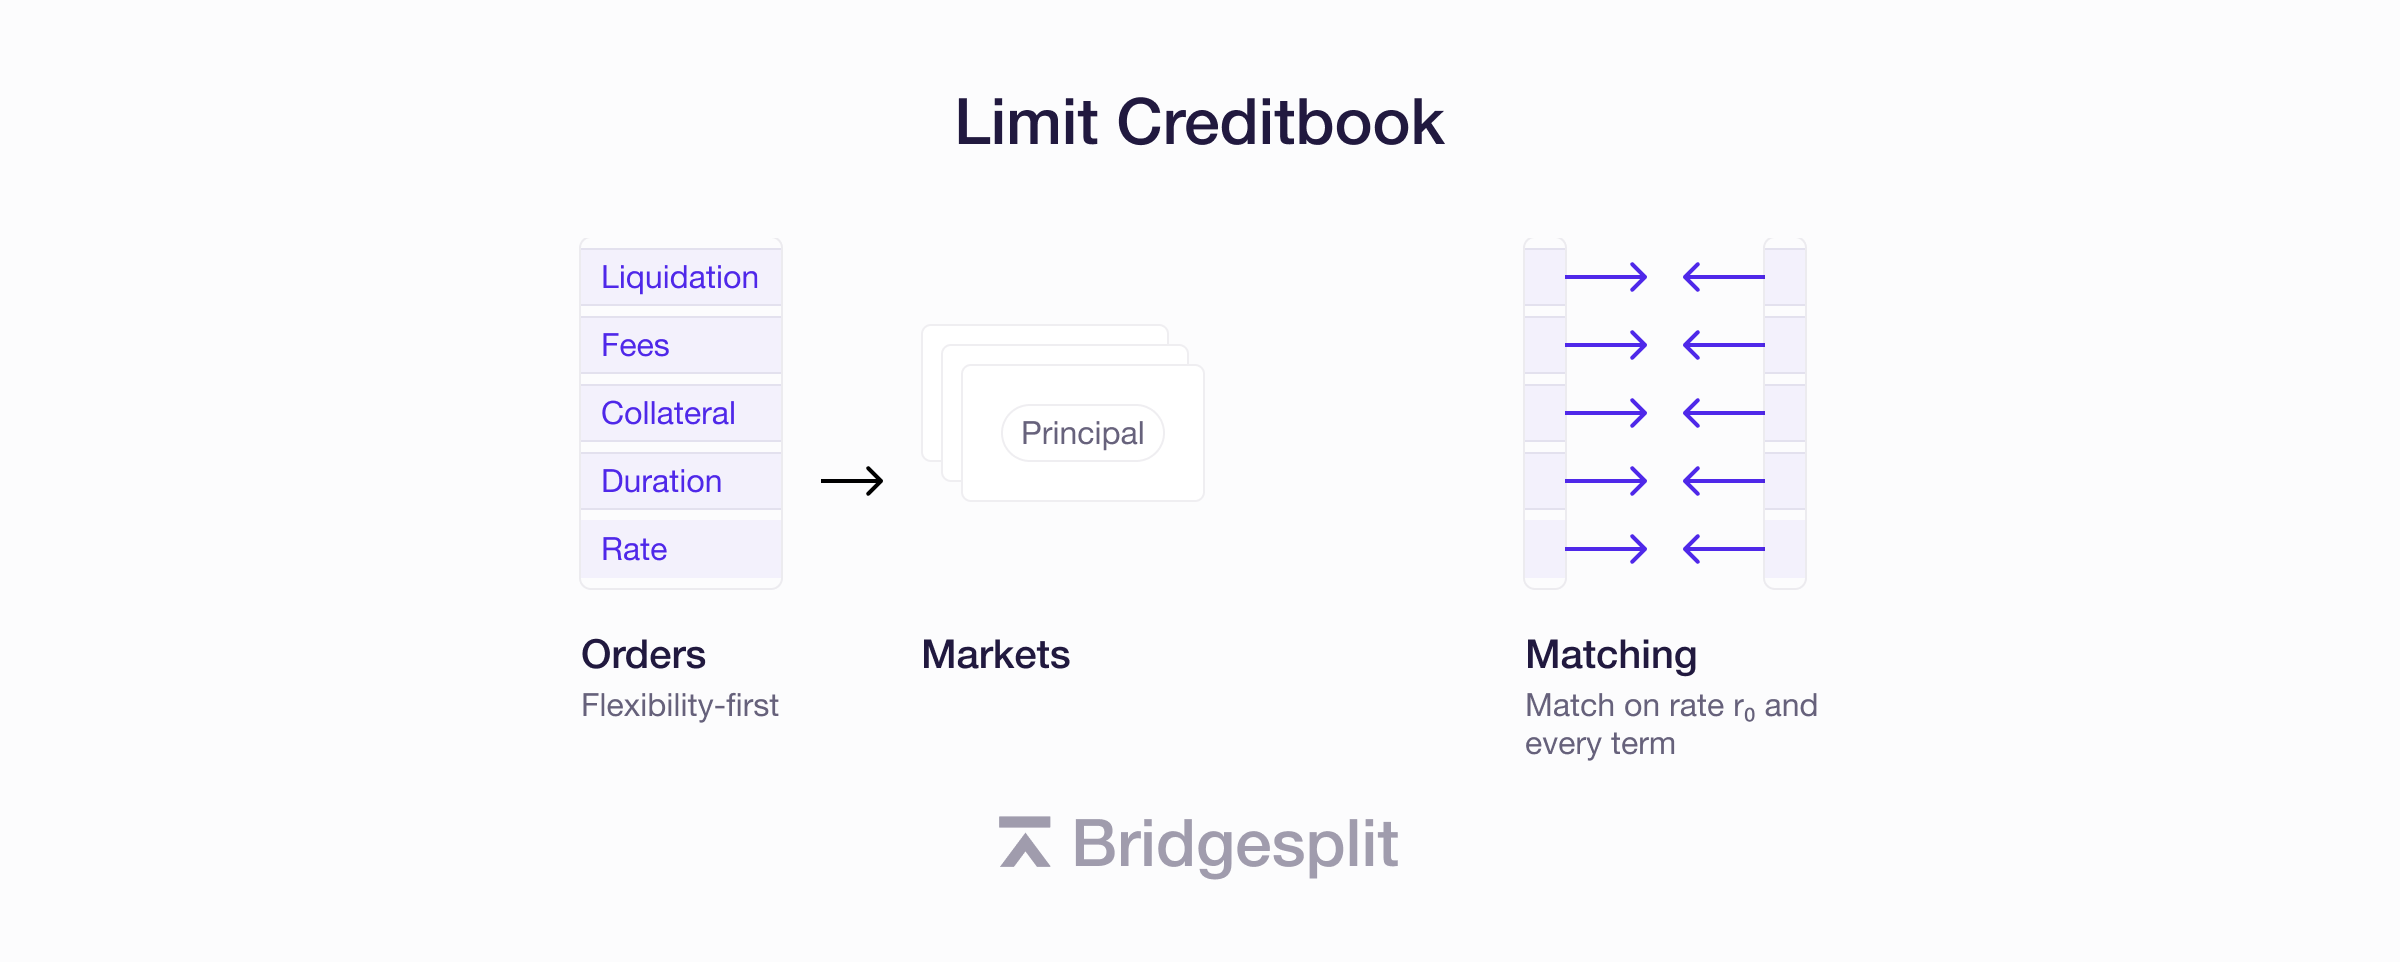 Limit Creditbook
Liquidation
Fees
Collateral
Duration
Rate
Principal
Orders
Flexibility-first
Markets
Matching
Match on rate r₀ and
every term
Bridgesplit